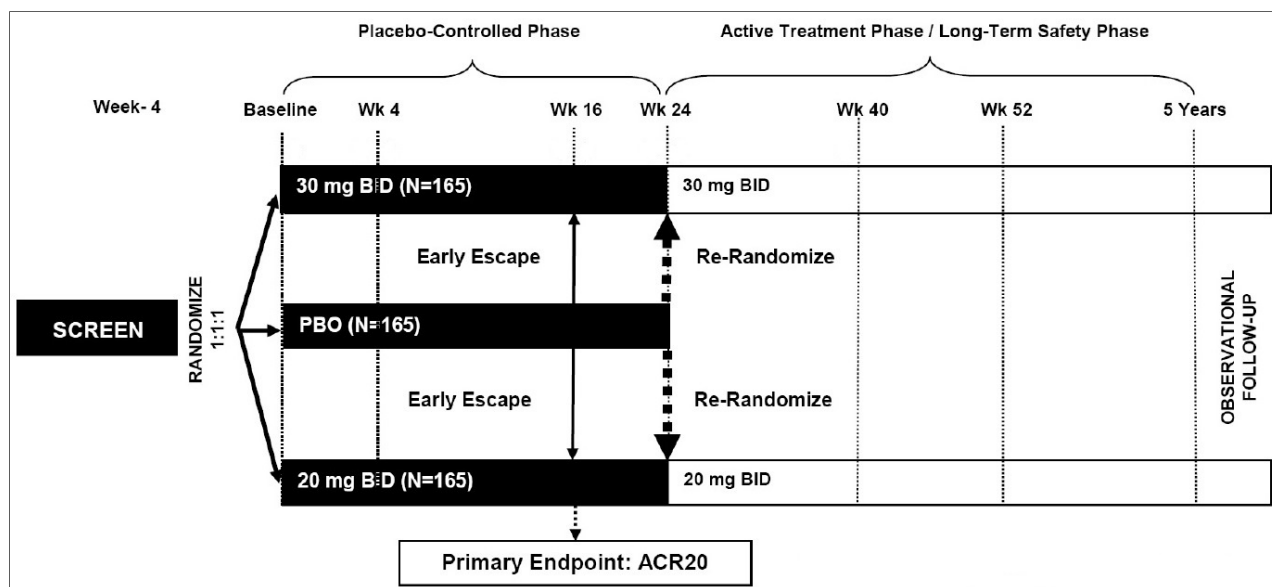 Placebo-Controlled Phase
Active Treatment Phase / Long-Term Safety Phase
Week- 4
Baseline
Wk 4
Wk 16
Wk 24
Wk 40
Wk 52
5 Years
30 mg BID (N=165)
30 mg BID
Early Escape
Re-Randomize
SCREEN
RANDOMIZE
1:1:1
PBO (N=165)
OBSERVATIONAL
FOLLOW-UP
Early Escape
Re-Randomize
20 mg BID (N=165)
20 mg BID
Primary Endpoint: ACR20